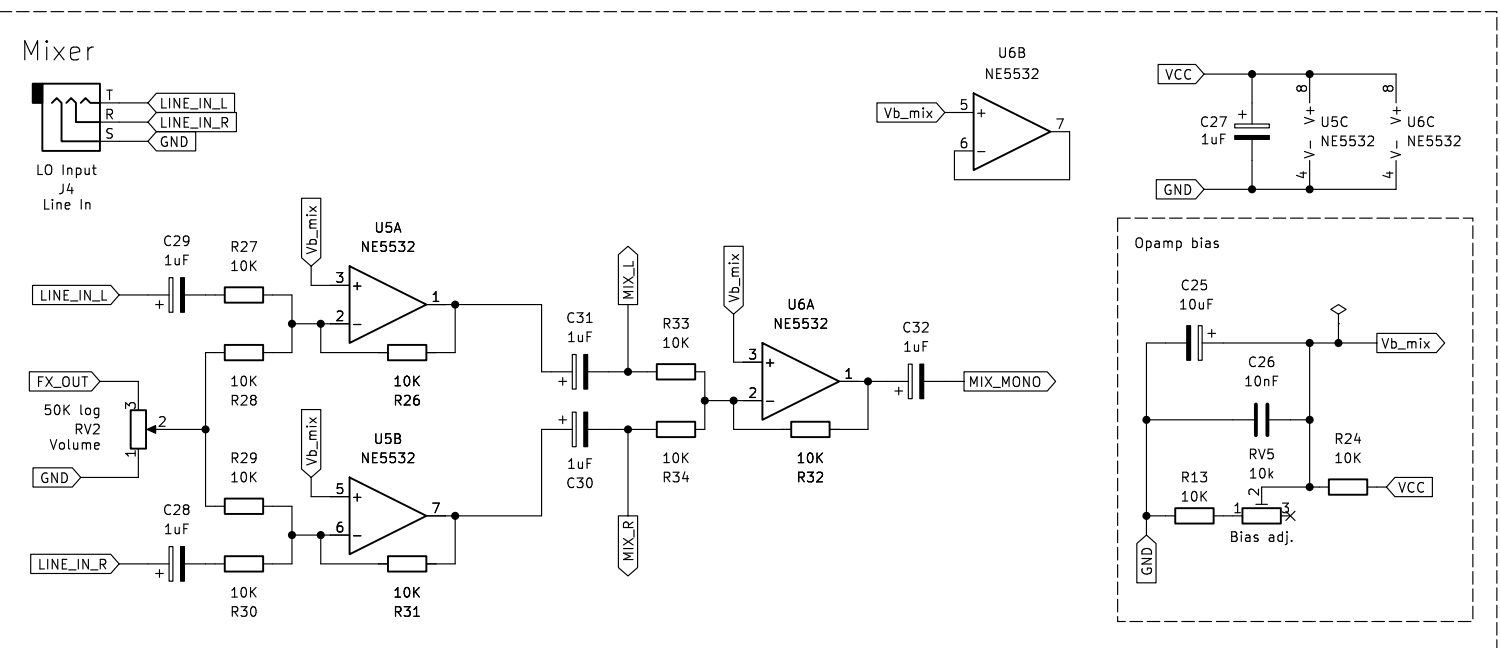 Mixer
T
LINE_IN_L
R
LINE_IN_R
S
GND
LO Input
J4
Line In
U6B
NE5532
Vb_mix
5
+
7
6
-
VCC
C27
1uF
+
8
V+
U5C
NE5532
V-
4
8
V+
U6C
NE5532
V-
4
GND
C29
1uF
+
R27
10K
LINE_IN_L
Vb_mix
U5A
NE5532
3
+
1
2
-
10K
R28
10K
R26
FX_OUT
50K log
RV2
Volume
3
2
1
GND
R29
10K
Vb_mix
U5B
NE5532
5
+
7
6
-
C28
1uF
+
LINE_IN_R
10K
R30
10K
R31
MIX_L
C31
1uF
+
R33
10K
+
1uF
C30
10K
R34
MIX_R
Vb_mix
U6A
NE5532
3
+
1
2
-
10K
R32
C32
1uF
+
MIX_MONO
Opamp bias
C25
10uF
+
Vb_mix
C26
10nF
R24
10K
RV5
10k
VCC
R13
10K
2
1
3
Bias adj.
GND